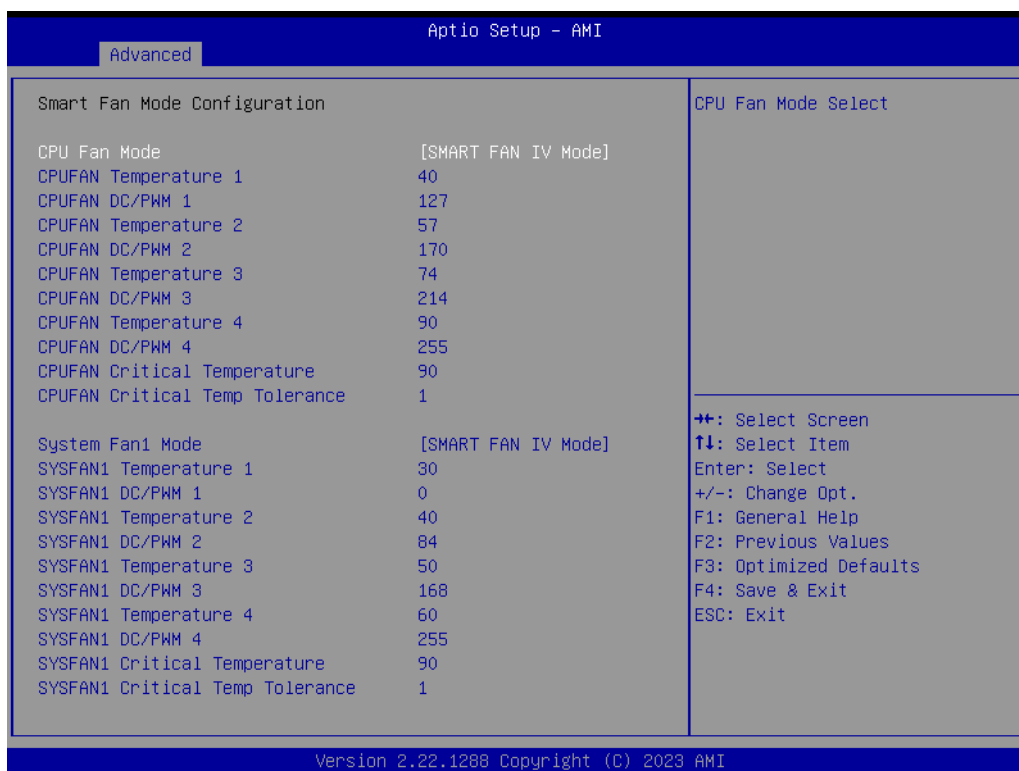 Aptio Setup - AMI
Advanced
Smart Fan Mode Configuration
CPU Fan Mode [SMART FAN IV Mode]
CPUFAN Temperature 1 40
CPUFAN DC/PWM 1 127
CPUFAN Temperature 2 57
CPUFAN DC/PWM 2 170
CPUFAN Temperature 3 74
CPUFAN DC/PWM 3 214
CPUFAN Temperature 4 90
CPUFAN DC/PWM 4 255
CPUFAN Critical Temperature 90
CPUFAN Critical Temp Tolerance 1
System Fan1 Mode [SMART FAN IV Mode]
SYSFAN1 Temperature 1 30
SYSFAN1 DC/PWM 1 0
SYSFAN1 Temperature 2 40
SYSFAN1 DC/PWM 2 84
SYSFAN1 Temperature 3 50
SYSFAN1 DC/PWM 3 168
SYSFAN1 Temperature 4 60
SYSFAN1 DC/PWM 4 255
SYSFAN1 Critical Temperature 90
SYSFAN1 Critical Temp Tolerance 1
CPU Fan Mode Select
→←: Select Screen
↑↓: Select Item
Enter: Select
+/-: Change Opt.
F1: General Help
F2: Previous Values
F3: Optimized Defaults
F4: Save & Exit
ESC: Exit
Version 2.22.1288 Copyright (C) 2023 AMI